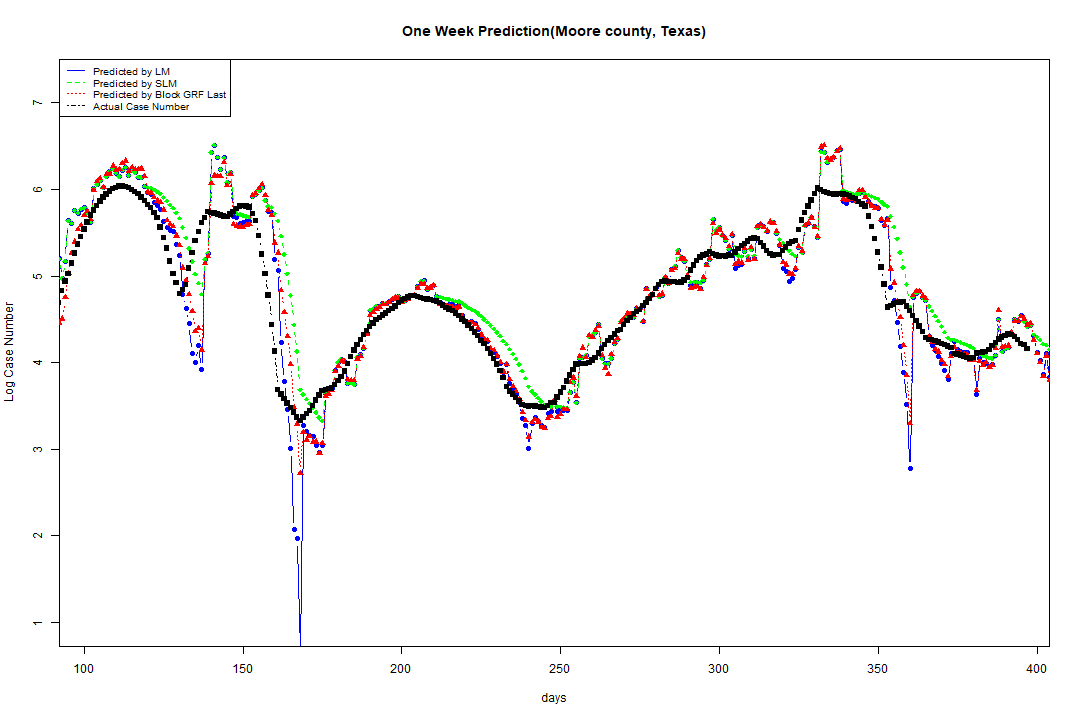 One Week Prediction(Moore county, Texas)
Predicted by LM
Predicted by SLM
Predicted by Block GRF Last
Actual Case Number
7
6
5
4
3
2
1
Log Case Number
100 150 200 250 300 350 400
days